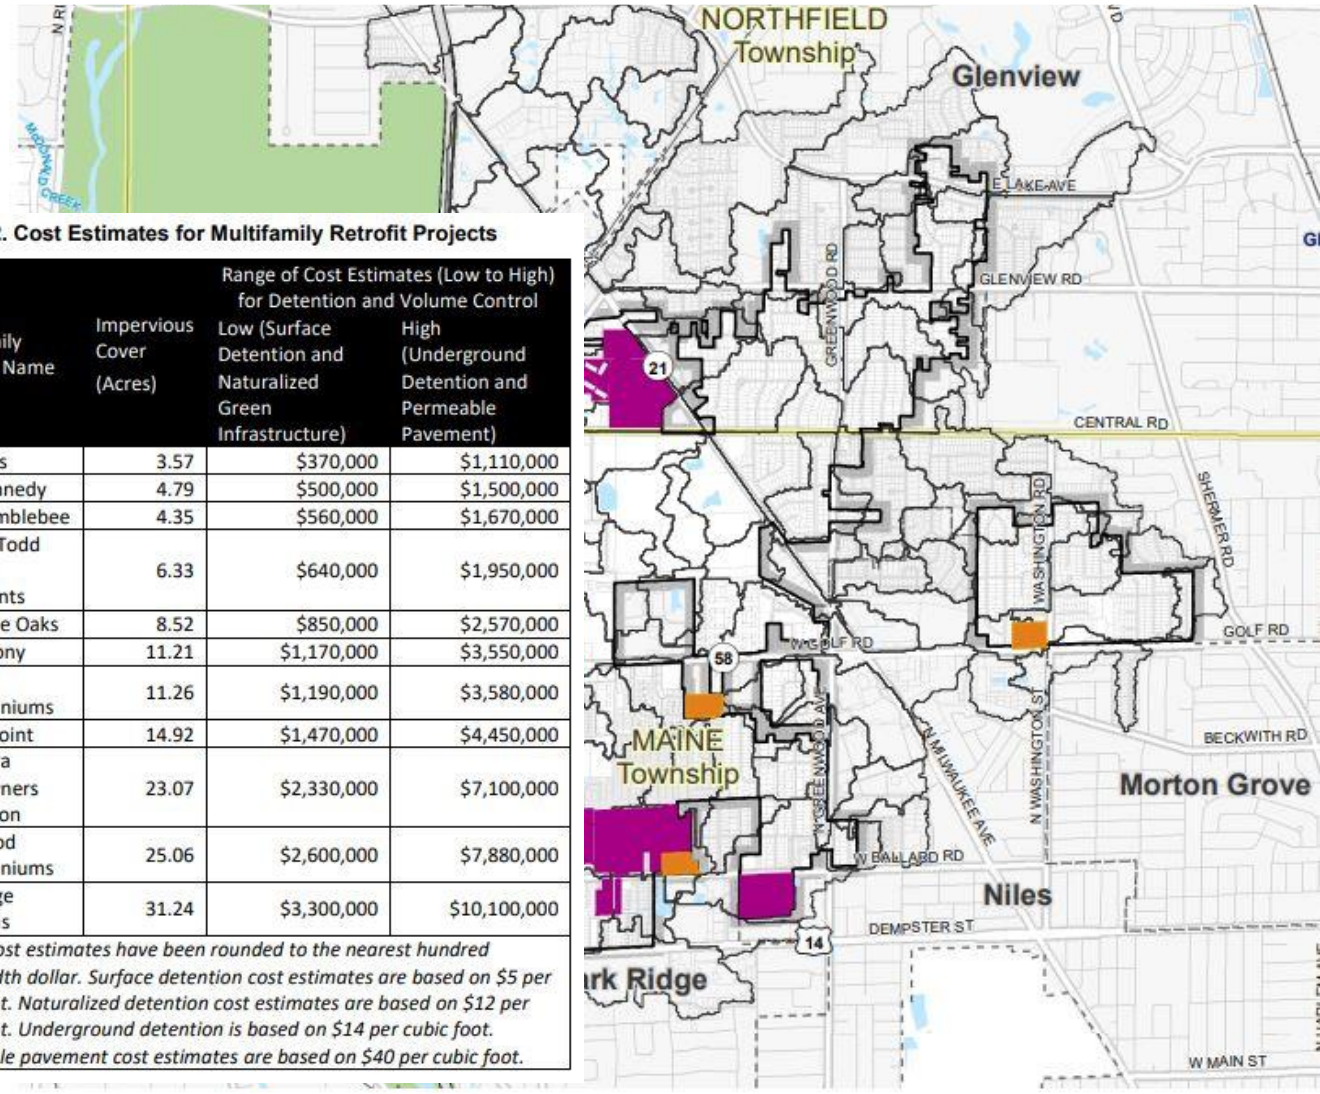 NORTHFIELD
Township
Glenview
N RI
McDONALD CREEK
E LAKE AVE
GREENWOOD RD
GLENVIEW RD
21
CENTRAL RD
SHERMER RD
WASHINGTON RD
GOLF RD
W GOLF RD
58
MAINE
Township
N GREENWOOD AVE
N MILWAUKEE AVE
N WASHINGTON ST
BECKWITH RD
Morton Grove
W BALLARD RD
Niles
DEMPSTER ST
14
rk Ridge
W MAIN ST
. Cost Estimates for Multifamily Retrofit Projects
ily
Name
Impervious
Cover
(Acres)
Range of Cost Estimates (Low to High)
for Detention and Volume Control
Low (Surface
Detention and
Naturalized
Green
Infrastructure)
High
(Underground
Detention and
Permeable
Pavement)
s 3.57 $370,000 $1,110,000
nedy 4.79 $500,000 $1,500,000
mblebee 4.35 $560,000 $1,670,000
Todd
nts 6.33 $640,000 $1,950,000
e Oaks 8.52 $850,000 $2,570,000
ony 11.21 $1,170,000 $3,550,000
niums 11.26 $1,190,000 $3,580,000
oint 14.92 $1,470,000 $4,450,000
a
ners 23.07 $2,330,000 $7,100,000
on
od
niums 25.06 $2,600,000 $7,880,000
ge
s 31.24 $3,300,000 $10,100,000
ost estimates have been rounded to the nearest hundred
dth dollar. Surface detention cost estimates are based on $5 per
t. Naturalized detention cost estimates are based on $12 per
t. Underground detention is based on $14 per cubic foot.
le pavement cost estimates are based on $40 per cubic foot.